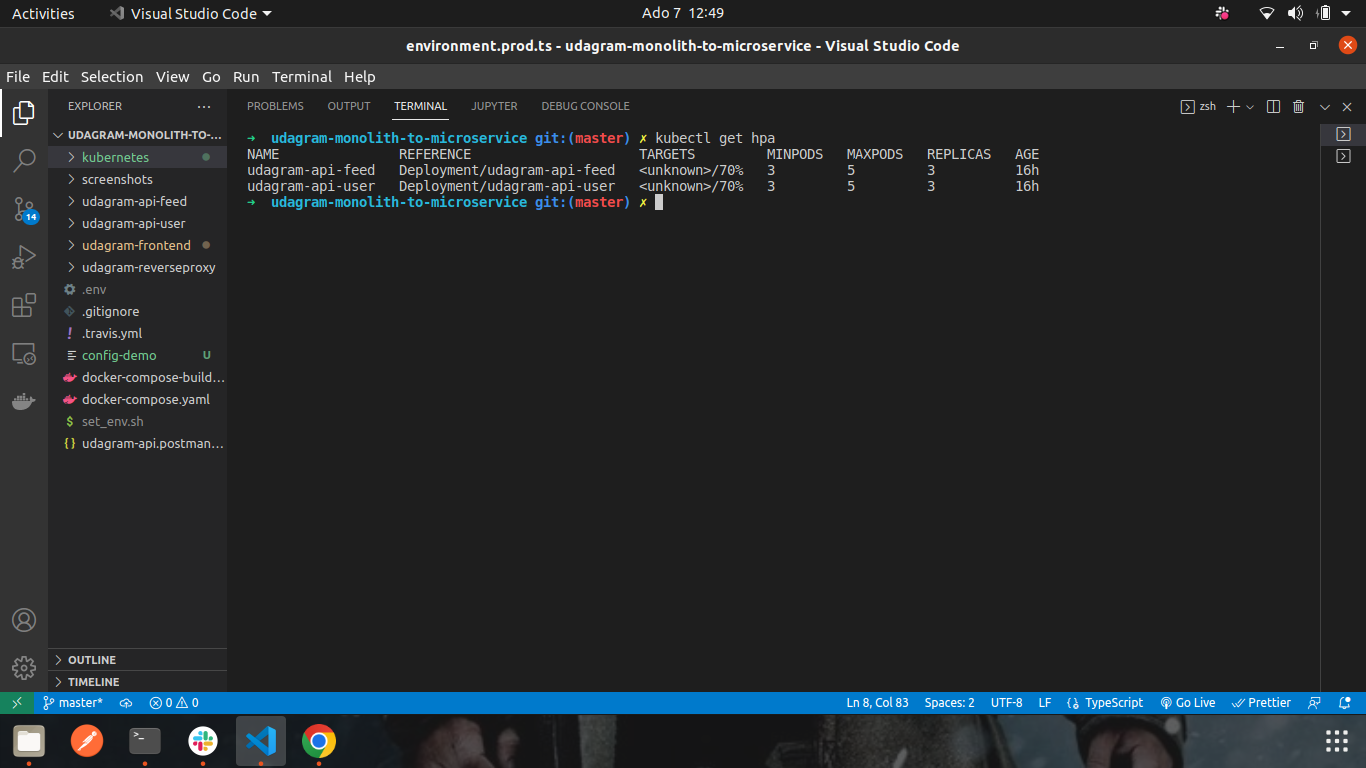 Activities Visual Studio Code Ado 7 12:49
environment.prod.ts - udagram-monolith-to-microservice - Visual Studio Code
File Edit Selection View Go Run Terminal Help
EXPLORER ...
UDAGRAM-MONOLITH-TO-...
kubernetes
screenshots
udagram-api-feed
udagram-api-user
udagram-frontend
udagram-reverseproxy
.env
.gitignore
.travis.yml
config-demo U
docker-compose-build...
docker-compose.yaml
$ set_env.sh
{} udagram-api.postman...
OUTLINE
TIMELINE
14
PROBLEMS OUTPUT TERMINAL JUPYTER DEBUG CONSOLE zsh
➜ udagram-monolith-to-microservice git:(master) ✗ kubectl get hpa
NAME REFERENCE TARGETS MINPODS MAXPODS REPLICAS AGE
udagram-api-feed Deployment/udagram-api-feed <unknown>/70% 3 5 3 16h
udagram-api-user Deployment/udagram-api-user <unknown>/70% 3 5 3 16h
➜ udagram-monolith-to-microservice git:(master) ✗
master* 0 0 Ln 8, Col 83 Spaces: 2 UTF-8 LF {} TypeScript Go Live Prettier